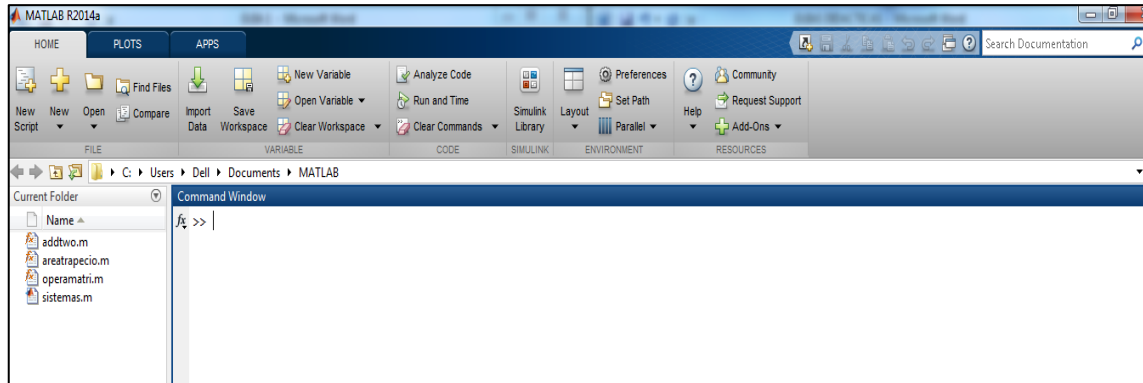 MATLAB R2014a
HOME PLOTS APPS
Search Documentation
New Script
New
Open
Find Files
Compare
FILE
Import Data
Save Workspace
New Variable
Open Variable
Clear Workspace
VARIABLE
Analyze Code
Run and Time
Clear Commands
CODE
Simulink Library
SIMULINK
Layout
Preferences
Set Path
Parallel
ENVIRONMENT
Help
Community
Request Support
Add-Ons
RESOURCES
C: Users Dell Documents MATLAB
Current Folder
Name
addtwo.m
areatrapecio.m
operamatri.m
sistemas.m
Command Window
fx >>